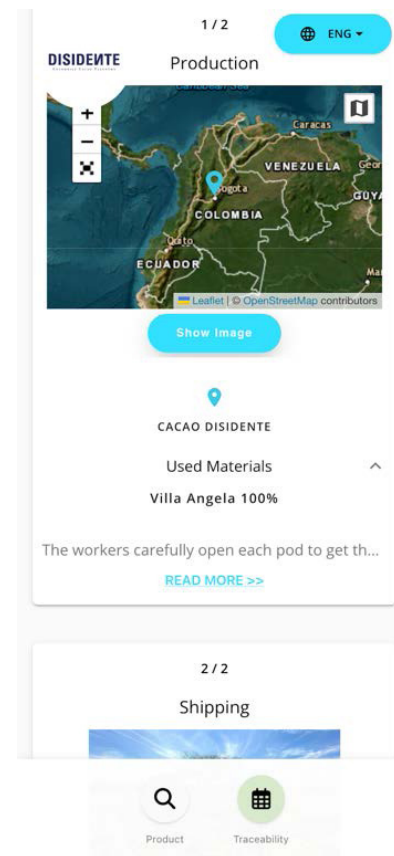 1 / 2
ENG
DISIDENTE
Production
+
−
Caribbean Sea
Caracas
VENEZUELA
Bogota
COLOMBIA
Quito
ECUADOR
Leaflet | © OpenStreetMap contributors
Show Image
CACAO DISIDENTE
Used Materials
Villa Angela 100%
The workers carefully open each pod to get th...
READ MORE >>
2 / 2
Shipping
Product
Traceability